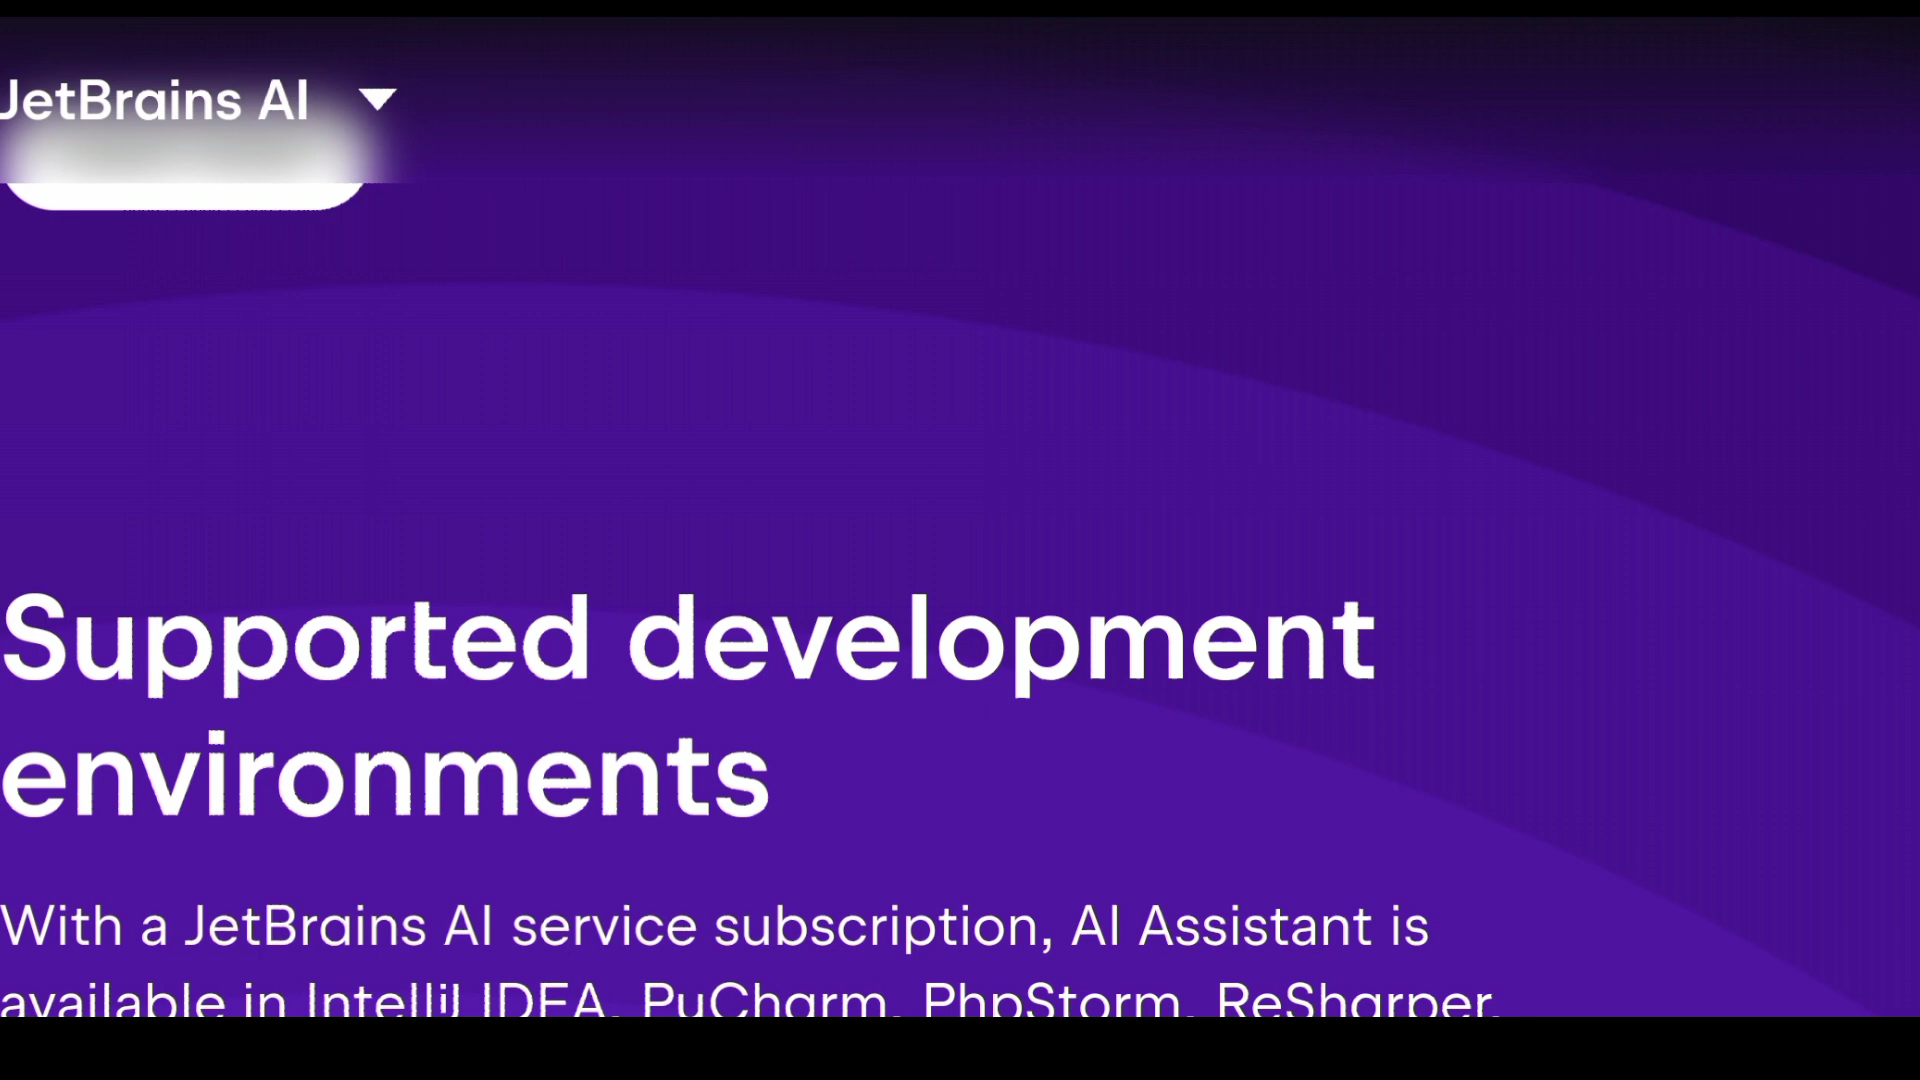 JetBrains AI
Supported development
environments
With a JetBrains AI service subscription, AI Assistant is
available in IntelliJ IDEA, PyCharm, PhpStorm, ReSharper,